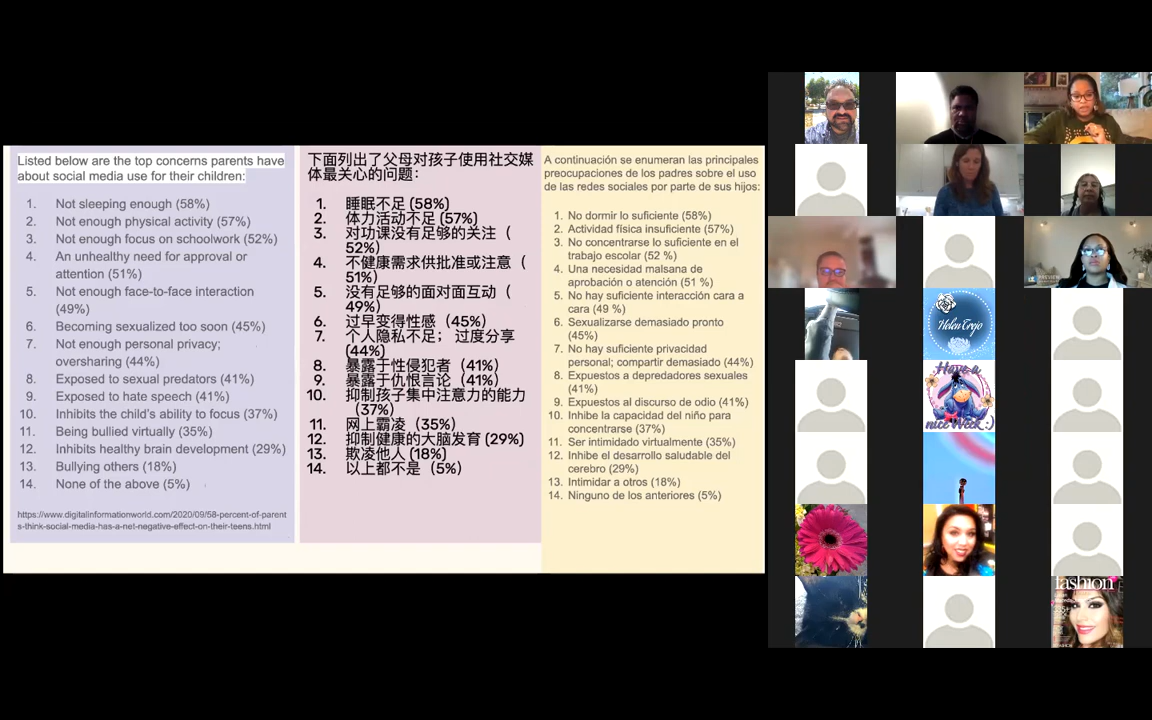 Listed below are the top concerns parents have
about social media use for their children:
1. Not sleeping enough (58%)
2. Not enough physical activity (57%)
3. Not enough focus on schoolwork (52%)
4. An unhealthy need for approval or
attention (51%)
5. Not enough face-to-face interaction
(49%)
6. Becoming sexualized too soon (45%)
7. Not enough personal privacy;
oversharing (44%)
8. Exposed to sexual predators (41%)
9. Exposed to hate speech (41%)
10. Inhibits the child's ability to focus (37%)
11. Being bullied virtually (35%)
12. Inhibits healthy brain development (29%)
13. Bullying others (18%)
14. None of the above (5%)
https://www.digitalinformationworld.com/2020/09/58-percent-of-parent
s-think-social-media-has-a-net-negative-effect-on-their-teens.html
下面列出了父母对孩子使用社交媒
体最关心的问题：
1. 睡眠不足 (58%)
2. 体力活动不足 (57%)
3. 对功课没有足够的关注（
52%)
4. 不健康需求供批准或注意（
51%)
5. 没有足够的面对面互动（
49%)
6. 过早变得性感（45%）
7. 个人隐私不足； 过度分享
(44%)
8. 暴露于性侵犯者（41%）
9. 暴露于仇恨言论（41%）
10. 抑制孩子集中注意力的能力
（37%）
11. 网上霸凌（35%）
12. 抑制健康的大脑发育 (29%)
13. 欺凌他人 (18%)
14. 以上都不是（5%）
A continuación se enumeran las principales
preocupaciones de los padres sobre el uso
de las redes sociales por parte de sus hijos:
1. No dormir lo suficiente (58%)
2. Actividad física insuficiente (57%)
3. No concentrarse lo suficiente en el
trabajo escolar (52 %)
4. Una necesidad malsana de
aprobación o atención (51 %)
5. No hay suficiente interacción cara a
cara (49 %)
6. Sexualizarse demasiado pronto
(45%)
7. No hay suficiente privacidad
personal; compartir demasiado (44%)
8. Expuestos a depredadores sexuales
(41%)
9. Expuestos al discurso de odio (41%)
10. Inhibe la capacidad del niño para
concentrarse (37%)
11. Ser intimidado virtualmente (35%)
12. Inhibe el desarrollo saludable del
cerebro (29%)
13. Intimidar a otros (18%)
14. Ninguno de los anteriores (5%)
Helen Trejo
Have a
nice Week :)
fashion